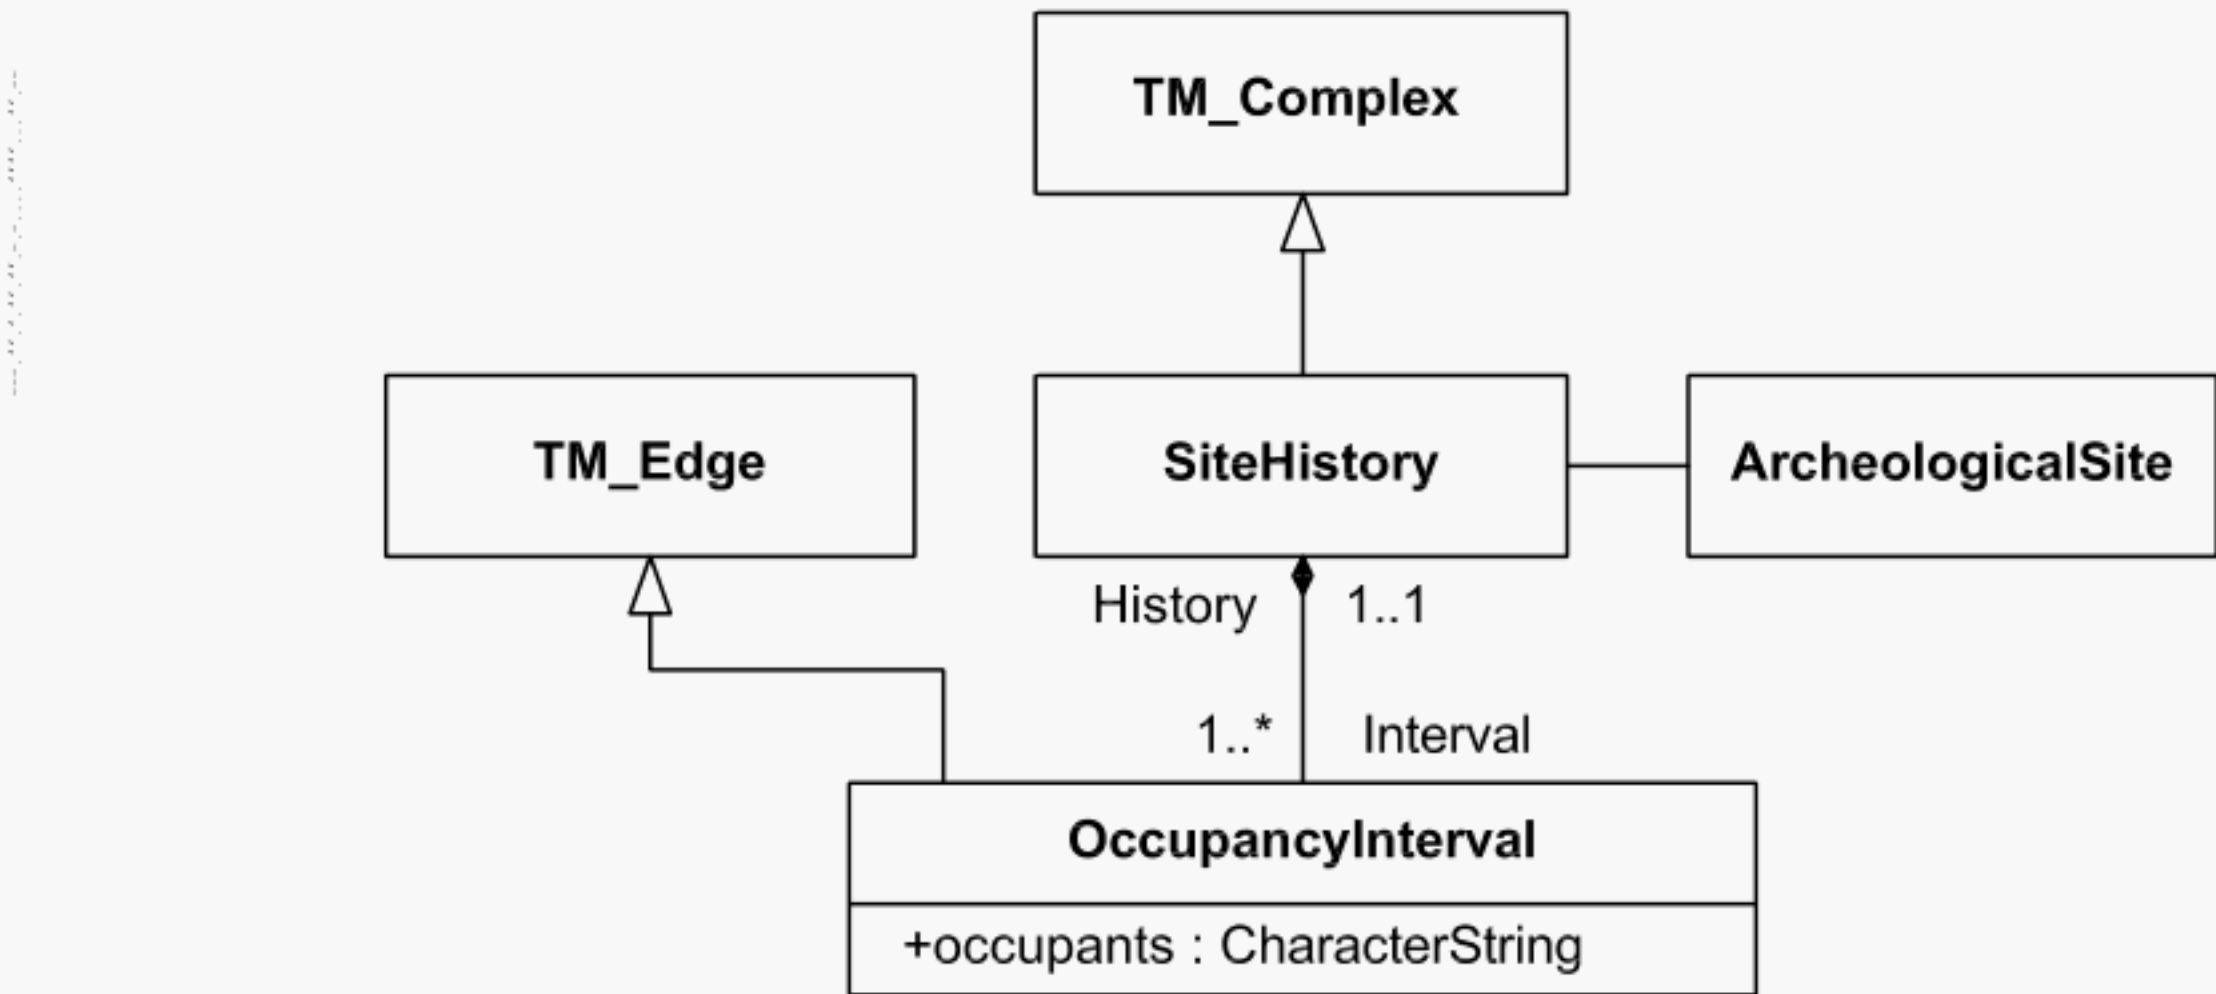 TM_Complex
TM_Edge
SiteHistory
ArcheologicalSite
History
1..1
1..*
Interval
OccupancyInterval
+occupants : CharacterString